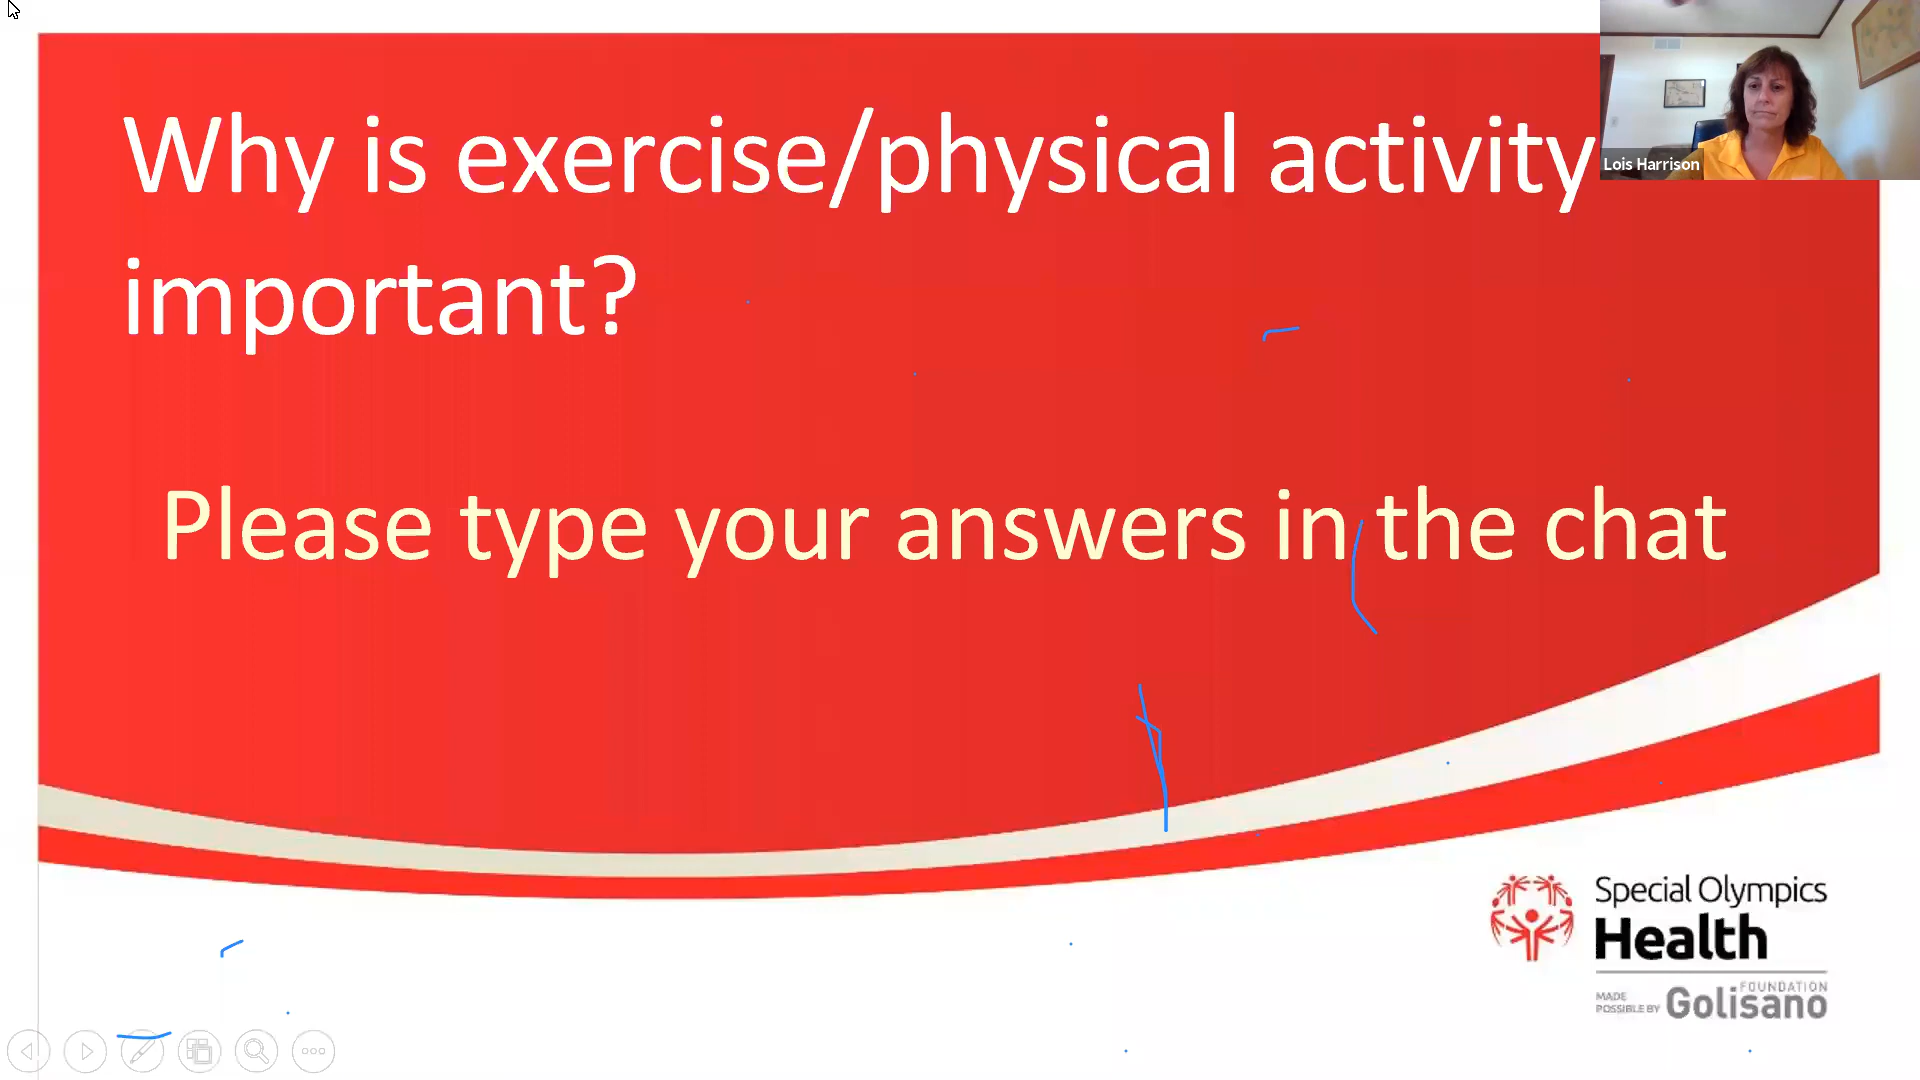 Why is exercise/physical activity
important?
Lois Harrison
Please type your answers in the chat
Special Olympics
Health
MADE
POSSIBLE BY
FOUNDATION
Golisano